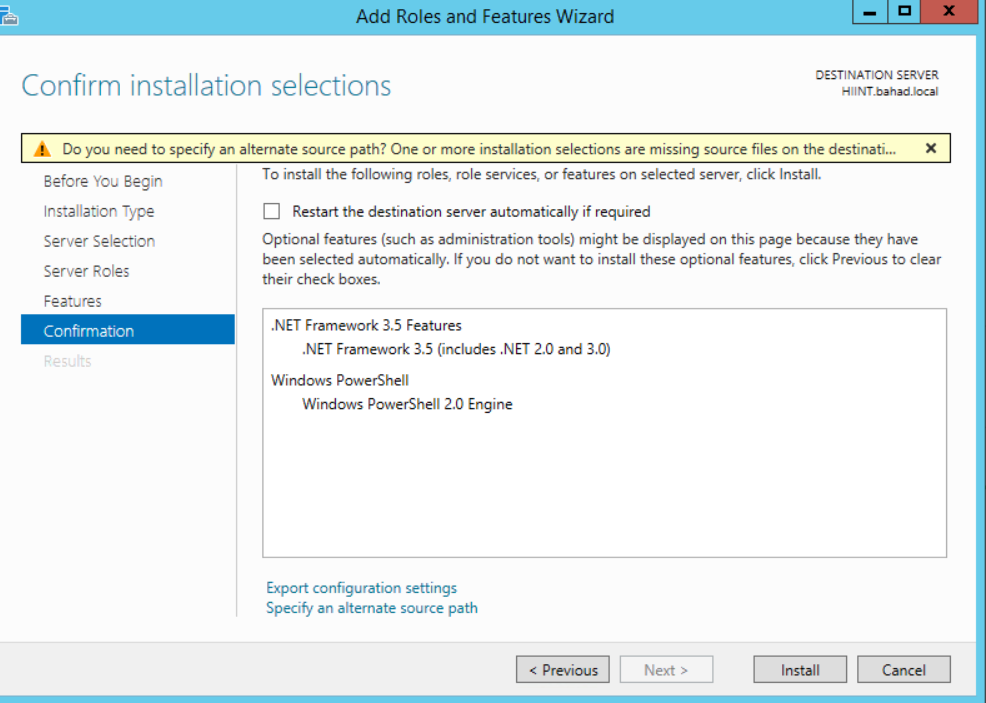 Add Roles and Features Wizard
Confirm installation selections
DESTINATION SERVER
HIINT.bahad.local
Do you need to specify an alternate source path? One or more installation selections are missing source files on the destinati...
Before You Begin
Installation Type
Server Selection
Server Roles
Features
Confirmation
Results
To install the following roles, role services, or features on selected server, click Install.
Restart the destination server automatically if required
Optional features (such as administration tools) might be displayed on this page because they have
been selected automatically. If you do not want to install these optional features, click Previous to clear
their check boxes.
.NET Framework 3.5 Features
.NET Framework 3.5 (includes .NET 2.0 and 3.0)
Windows PowerShell
Windows PowerShell 2.0 Engine
Export configuration settings
Specify an alternate source path
< Previous
Next >
Install
Cancel